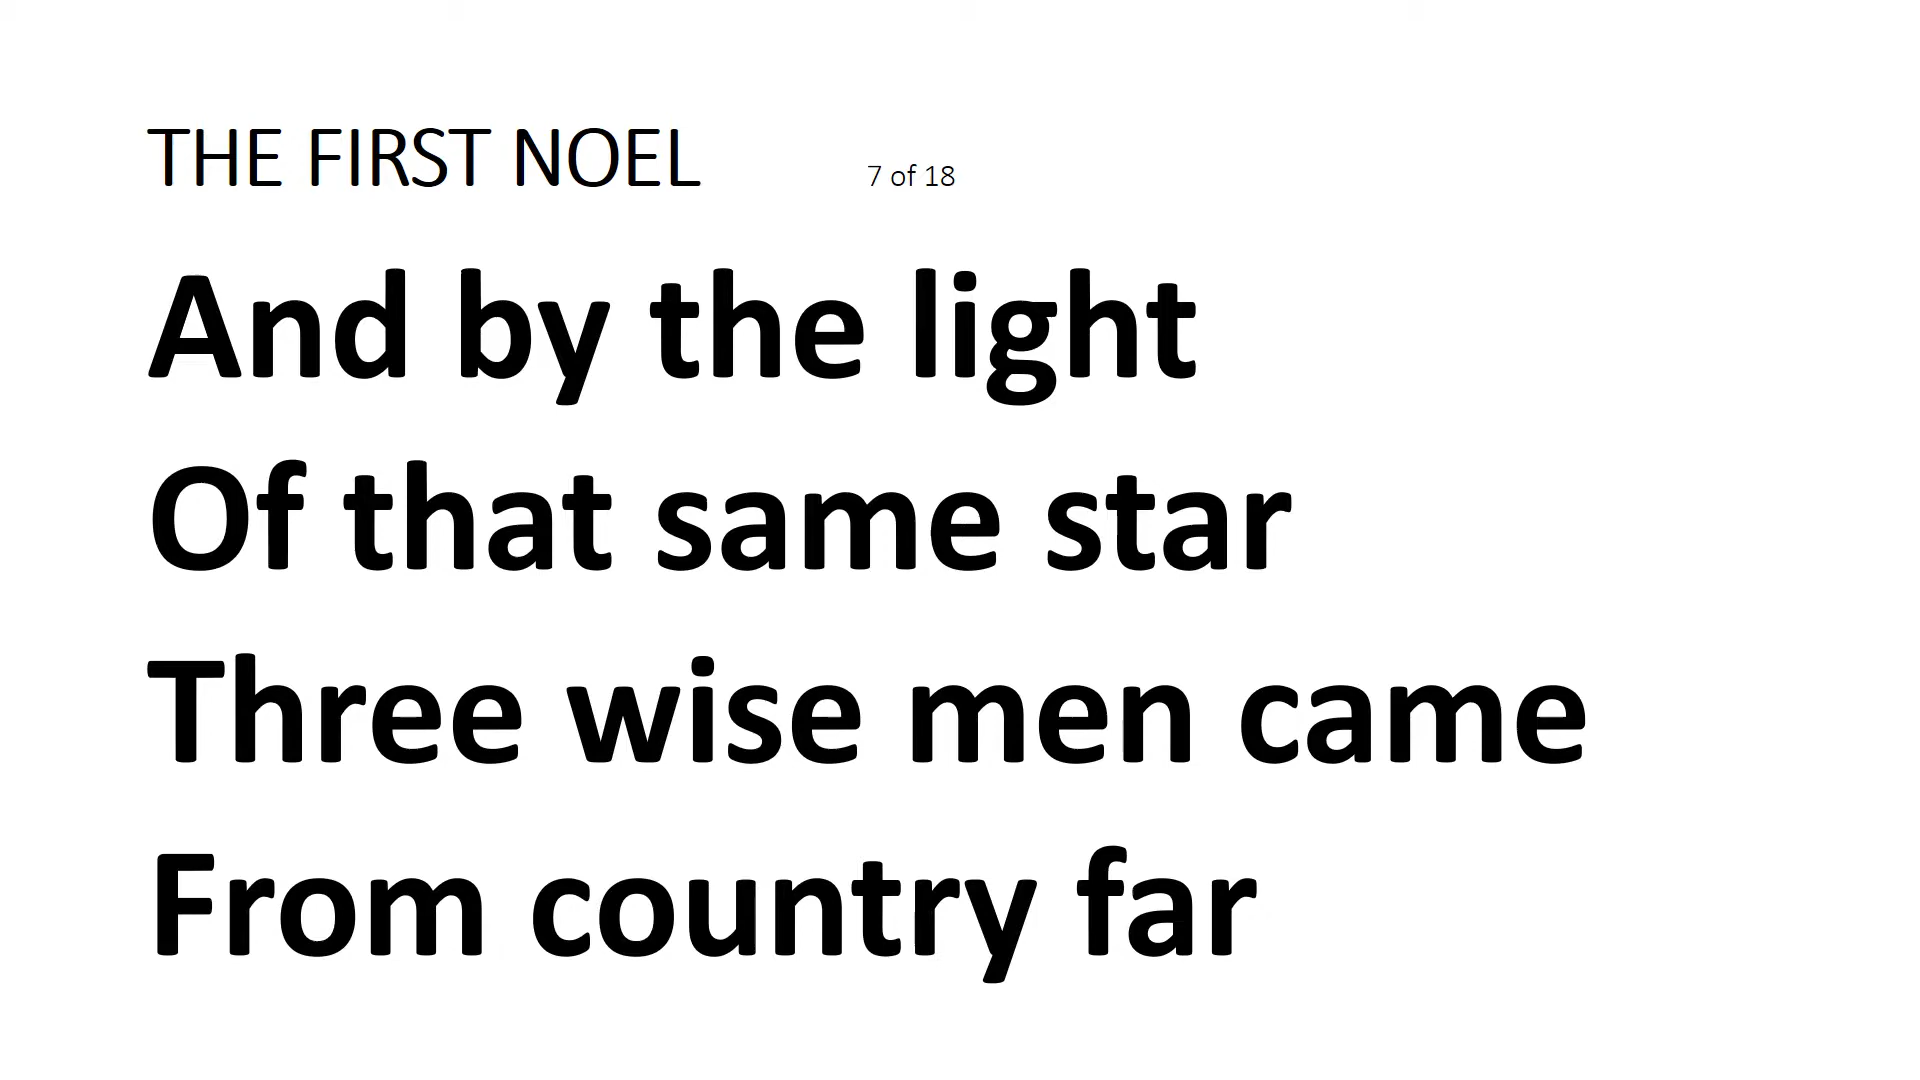 THE FIRST NOEL 7 of 18
And by the light
Of that same star
Three wise men came
From country far